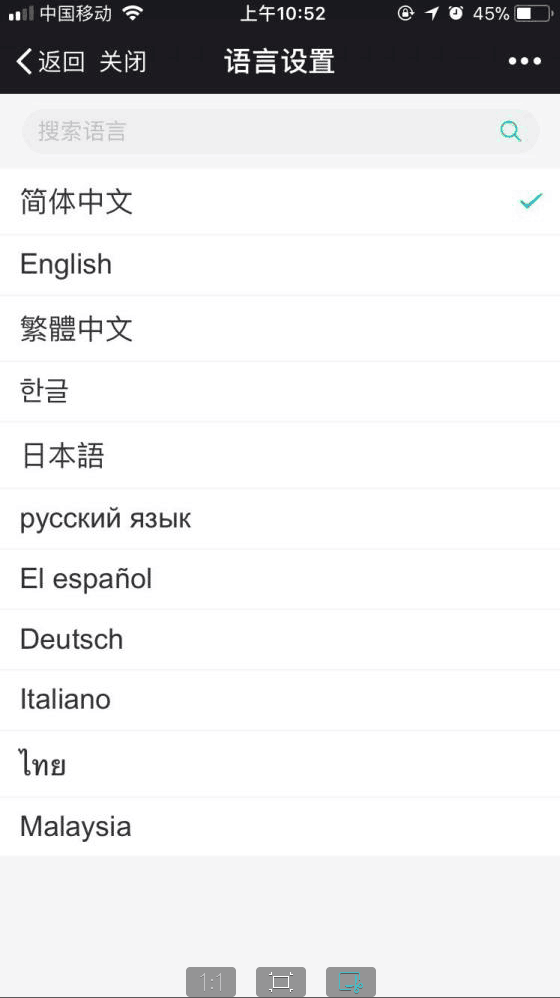 中国移动 上午10:52 45%
返回 关闭 语言设置
搜索语言
简体中文
English
繁體中文
한글
日本語
русский язык
El español
Deutsch
Italiano
ไทย
Malaysia
1:1